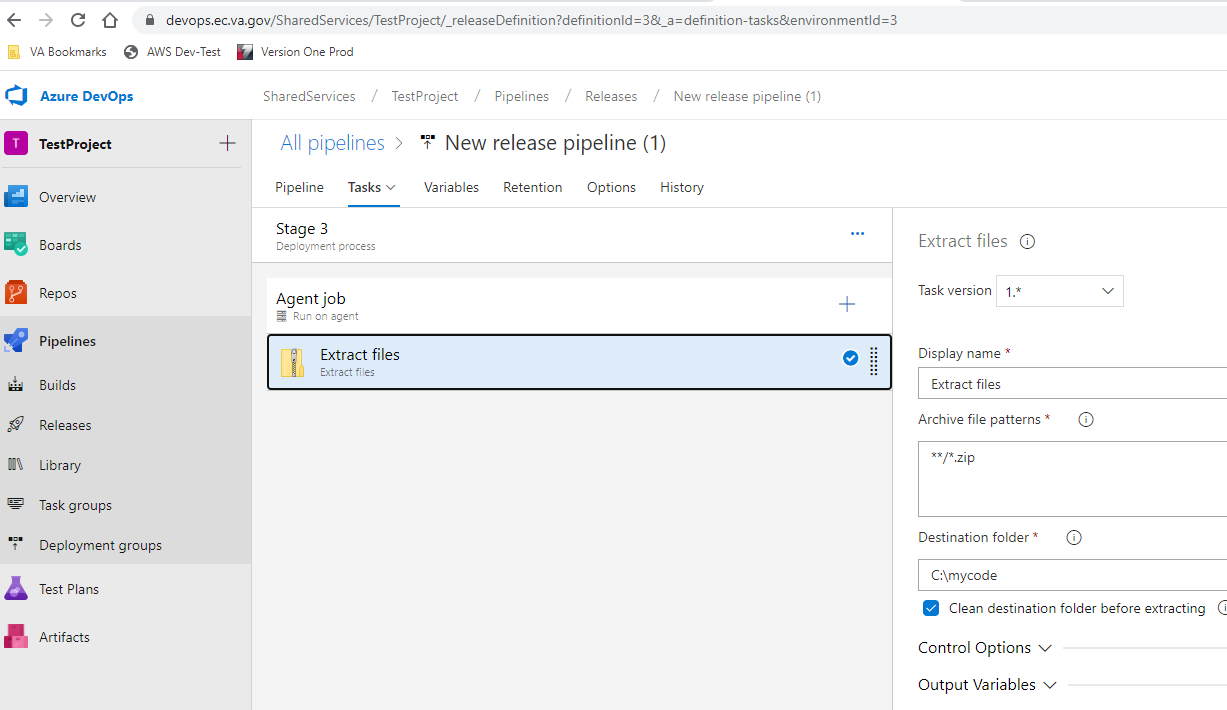 devops.ec.va.gov/SharedServices/TestProject/_releaseDefinition?definitionId=3&_a=definition-tasks&environmentId=3
VA Bookmarks AWS Dev-Test Version One Prod
Azure DevOps
SharedServices / TestProject / Pipelines / Releases / New release pipeline (1)
T TestProject
Overview
Boards
Repos
Pipelines
Builds
Releases
Library
Task groups
Deployment groups
Test Plans
Artifacts
All pipelines > New release pipeline (1)
Pipeline Tasks Variables Retention Options History
Stage 3
Deployment process
...
Agent job
Run on agent
Extract files
Extract files
Extract files
Task version 1.*
Display name *
Extract files
Archive file patterns *
**/*.zip
Destination folder *
C:\mycode
Clean destination folder before extracting
Control Options
Output Variables